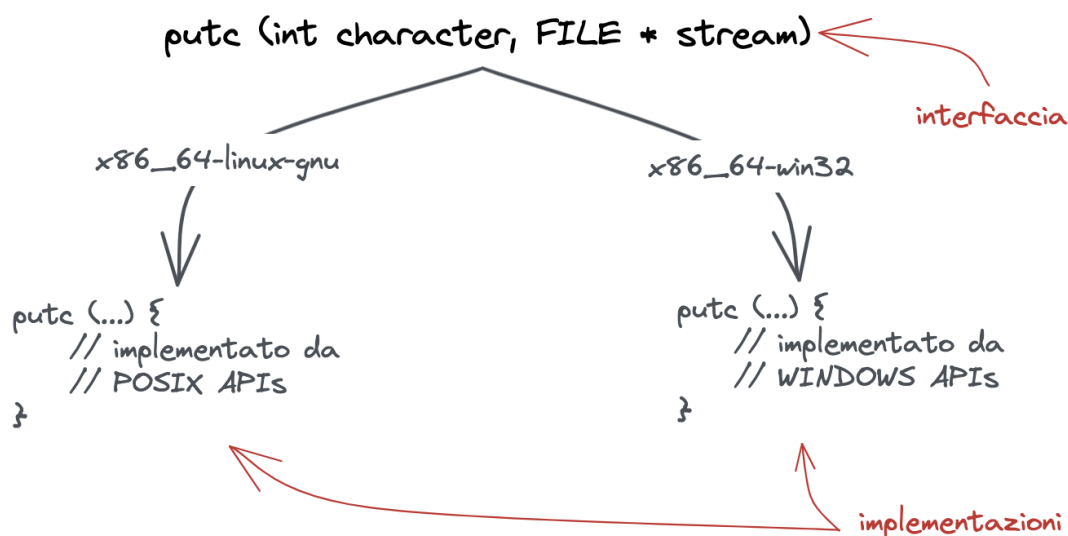 putc (int character, FILE * stream)
interfaccia
x86_64-linux-gnu
x86_64-win32
putc (...) {
// implementato da
// POSIX APIs
}
putc (...) {
// implementato da
// WINDOWS APIs
}
implementazioni